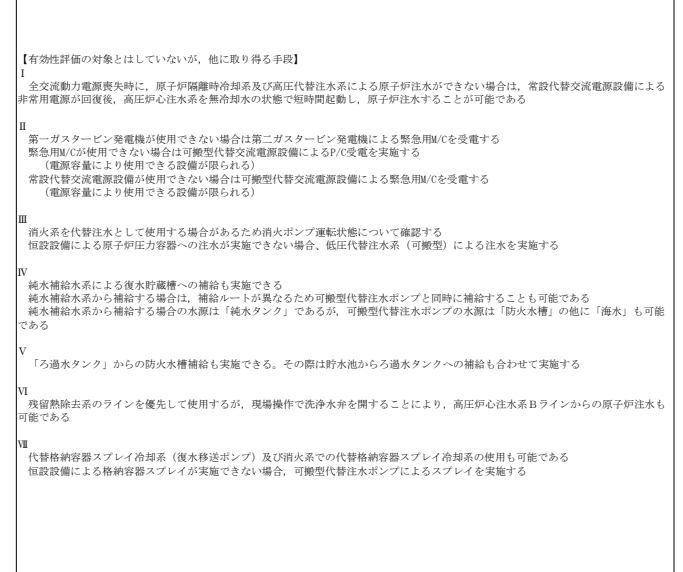 【有効性評価の対象とはしていないが，他に取り得る手段】
Ⅰ
全交流動力電源喪失時に，原子炉隔離時冷却系及び高圧代替注水系による原子炉注水ができない場合は，常設代替交流電源設備による
非常用電源が回復後，高圧炉心注水系を無冷却水の状態で短時間起動し，原子炉注水することが可能である
Ⅱ
第一ガスタービン発電機が使用できない場合は第二ガスタービン発電機による緊急用M/Cを受電する
緊急用M/Cが使用できない場合は可搬型代替交流電源設備によるP/C受電を実施する
（電源容量により使用できる設備が限られる）
常設代替交流電源設備が使用できない場合は可搬型代替交流電源設備による緊急用M/Cを受電する
（電源容量により使用できる設備が限られる）
Ⅲ
消火系を代替注水として使用する場合があるため消火ポンプ運転状態について確認する
恒設設備による原子炉圧力容器への注水が実施できない場合、低圧代替注水系（可搬型）による注水を実施する
Ⅳ
純水補給水系による復水貯蔵槽への補給も実施できる
純水補給水系から補給する場合は，補給ルートが異なるため可搬型代替注水ポンプと同時に補給することも可能である
純水補給水系から補給する場合の水源は「純水タンク」であるが，可搬型代替注水ポンプの水源は「防火水槽」の他に「海水」も可能
である
Ⅴ
「ろ過水タンク」からの防火水槽補給も実施できる。その際は貯水池からろ過水タンクへの補給も合わせて実施する
Ⅵ
残留熱除去系のラインを優先して使用するが，現場操作で洗浄水弁を開することにより，高圧炉心注水系Ｂラインからの原子炉注水も
可能である
Ⅶ
代替格納容器スプレイ冷却系（復水移送ポンプ）及び消火系での代替格納容器スプレイ冷却系の使用も可能である
恒設設備による格納容器スプレイが実施できない場合，可搬型代替注水ポンプによるスプレイを実施する